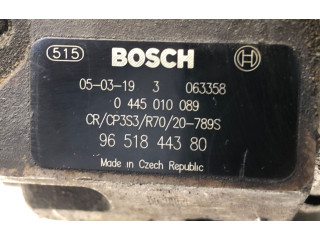 515 BOSCH
05-03-19 3 063358
0 445 010 089
CR/CP3S3/R70/20-789S
96 518 443 80
Made in Czech Republic